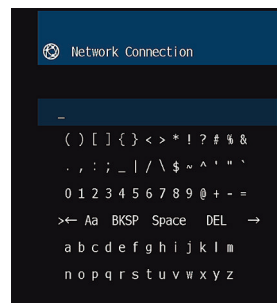 Network Connection
_
( ) [ ] { } < > * ! ? # % &
. , : ; _ | / \ $ ~ ^ ' " `
0 1 2 3 4 5 6 7 8 9 @ + - =
>← Aa BKSP Space DEL →
a b c d e f g h i j k l m
n o p q r s t u v w x y z